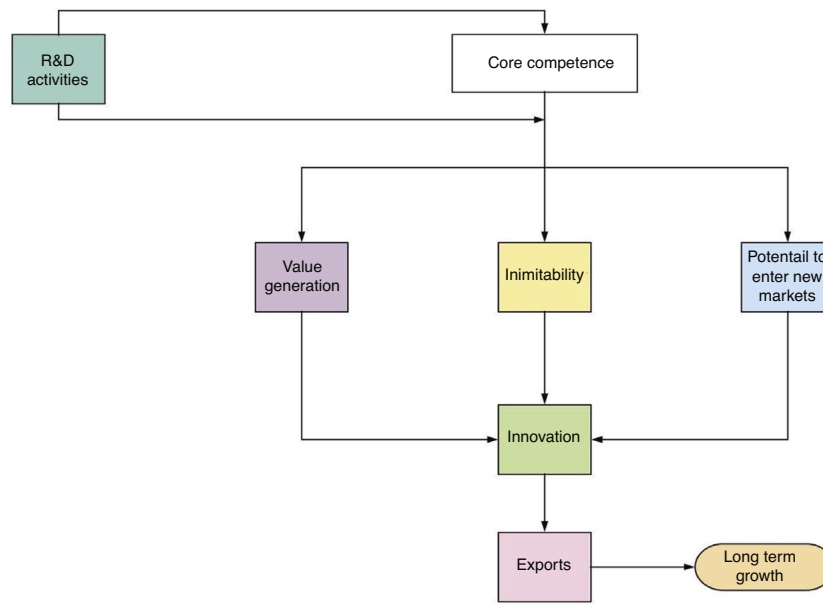 R&D
activities
Core competence
Value
generation
Inimitability
Potentail to
enter new
markets
Innovation
Exports
Long term
growth